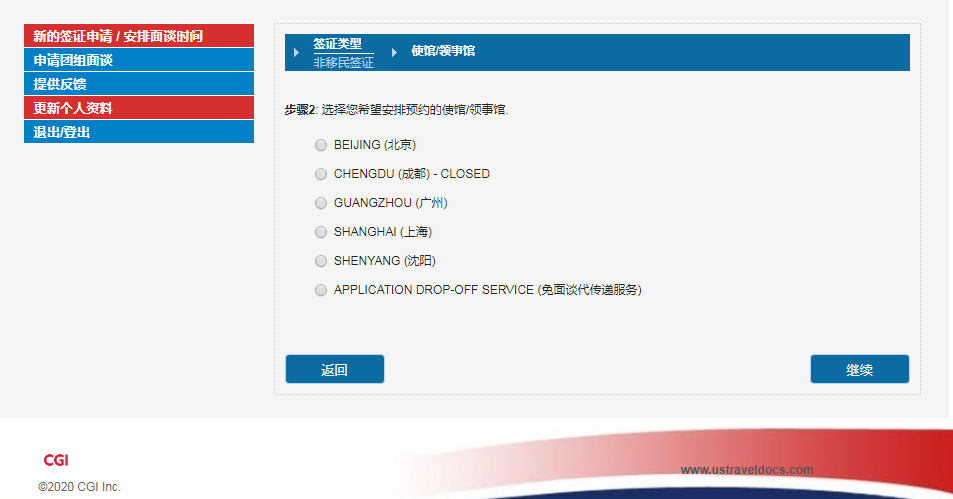 新的签证申请 / 安排面谈时间
申请团组面谈
提供反馈
更新个人资料
退出/登出
签证类型
非移民签证
使馆/领事馆
步骤2: 选择您希望安排预约的使馆/领事馆.
BEIJING (北京)
CHENGDU (成都) - CLOSED
GUANGZHOU (广州)
SHANGHAI (上海)
SHENYANG (沈阳)
APPLICATION DROP-OFF SERVICE (免面谈代传递服务)
返回
继续
CGI
©2020 CGI Inc.
www.ustraveldocs.com